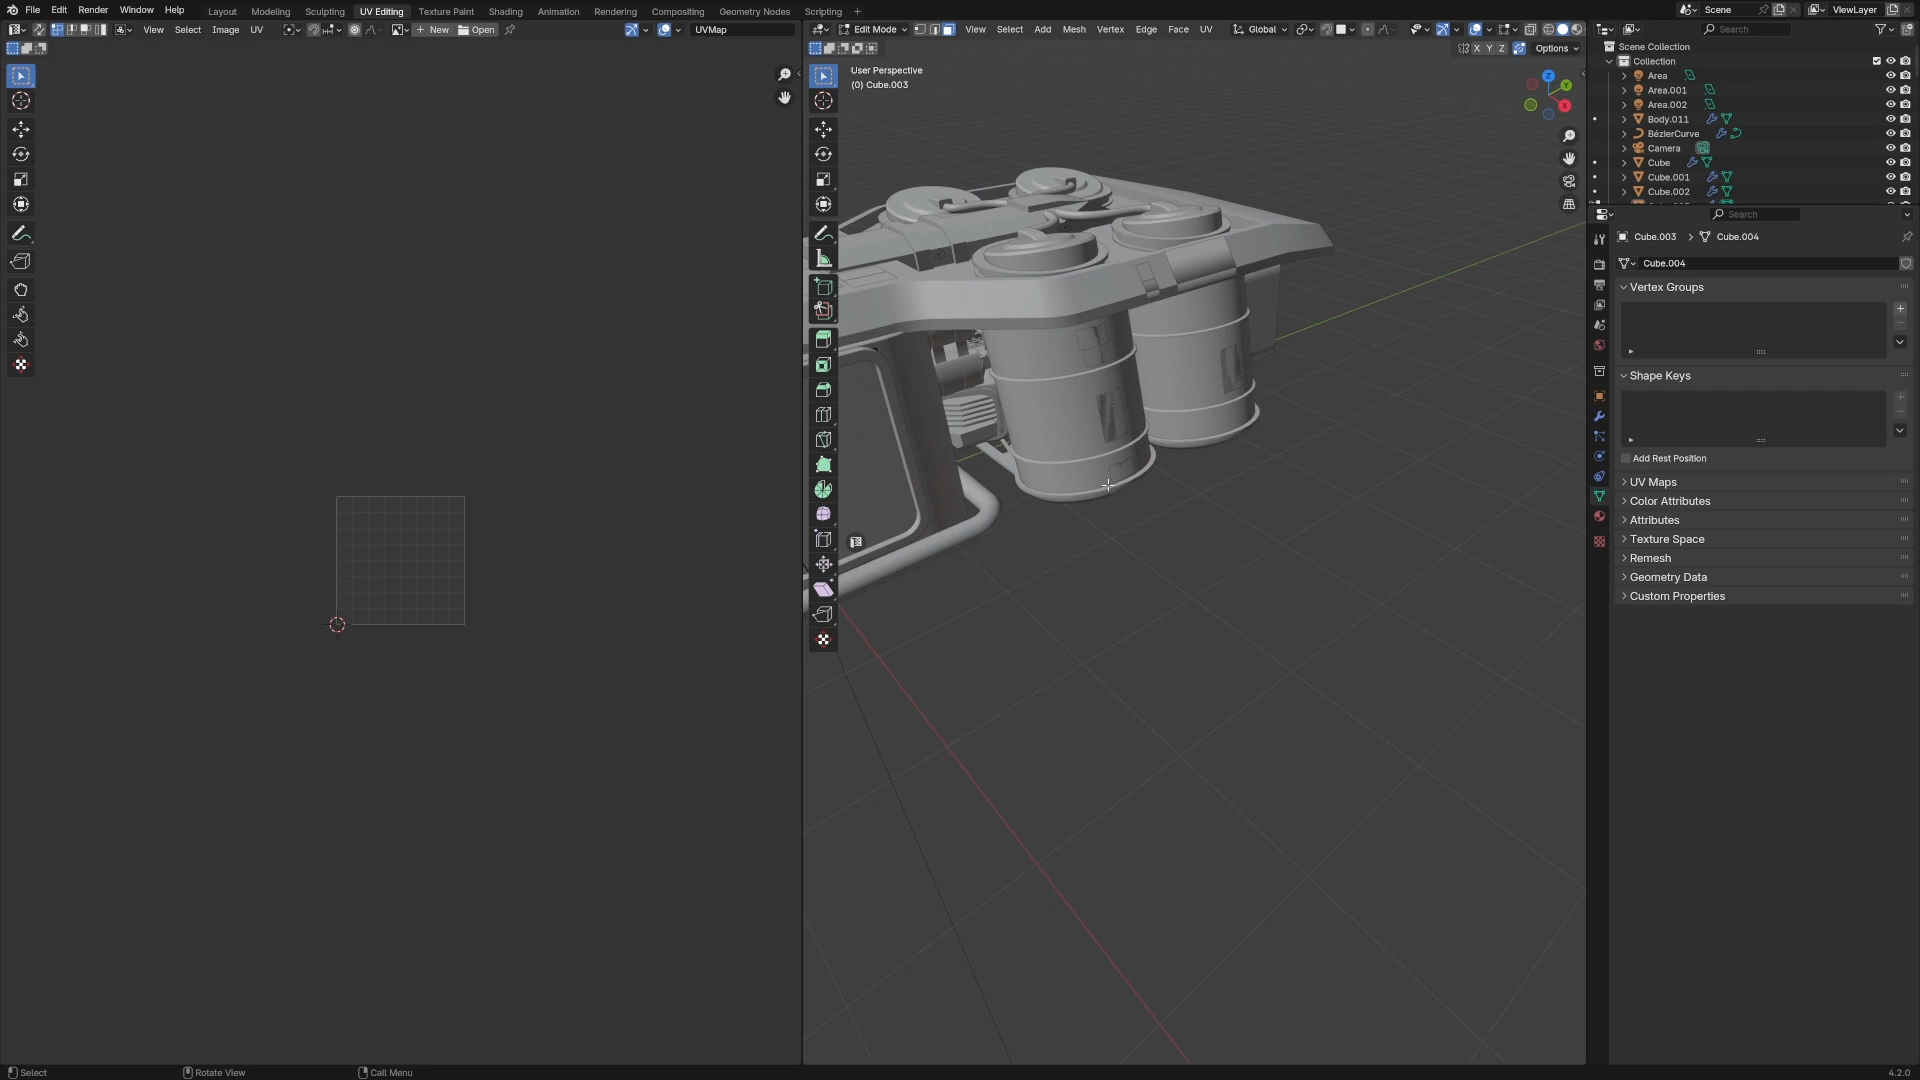 File Edit Render Window Help Layout Modeling Sculpting UV Editing Texture Paint Shading Animation Rendering Compositing Geometry Nodes Scripting + Scene ViewLayer
View Select Image UV New Open UVMap
Edit Mode View Select Add Mesh Vertex Edge Face UV Global
X Y Z Options
User Perspective
(0) Cube.003
Z
Y
X
Search
Scene Collection
Collection
Area
Area.001
Area.002
Body.011
BézierCurve
Camera
Cube
Cube.001
Cube.002
Search
Cube.003 > Cube.004
Cube.004
Vertex Groups
Shape Keys
Add Rest Position
UV Maps
Color Attributes
Attributes
Texture Space
Remesh
Geometry Data
Custom Properties
Select Rotate View Call Menu 4.2.0